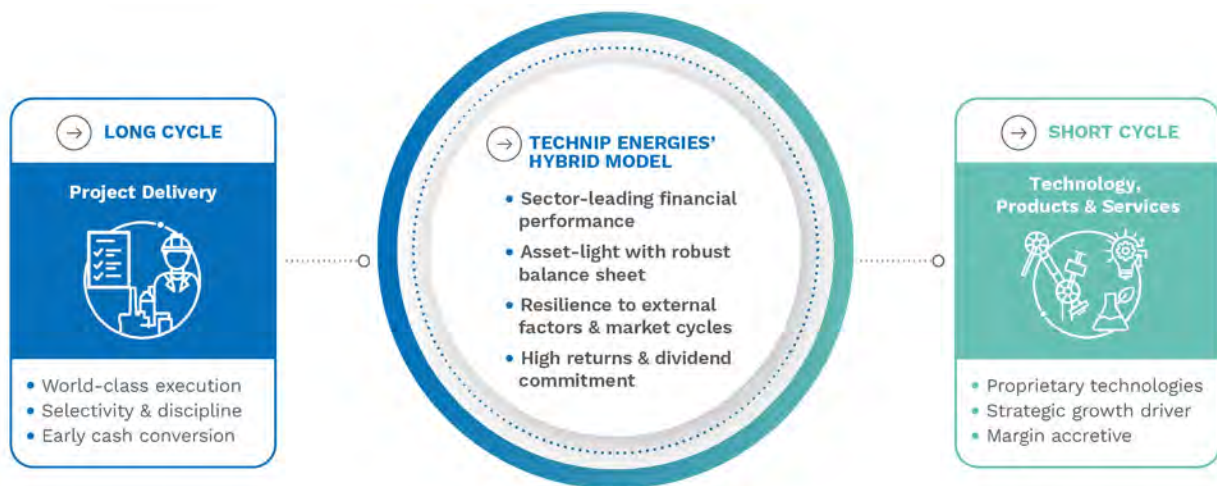 LONG CYCLE
Project Delivery
• World-class execution
• Selectivity & discipline
• Early cash conversion
TECHNIP ENERGIES’
HYBRID MODEL
• Sector-leading financial
performance
• Asset-light with robust
balance sheet
• Resilience to external
factors & market cycles
• High returns & dividend
commitment
SHORT CYCLE
Technology,
Products & Services
• Proprietary technologies
• Strategic growth driver
• Margin accretive